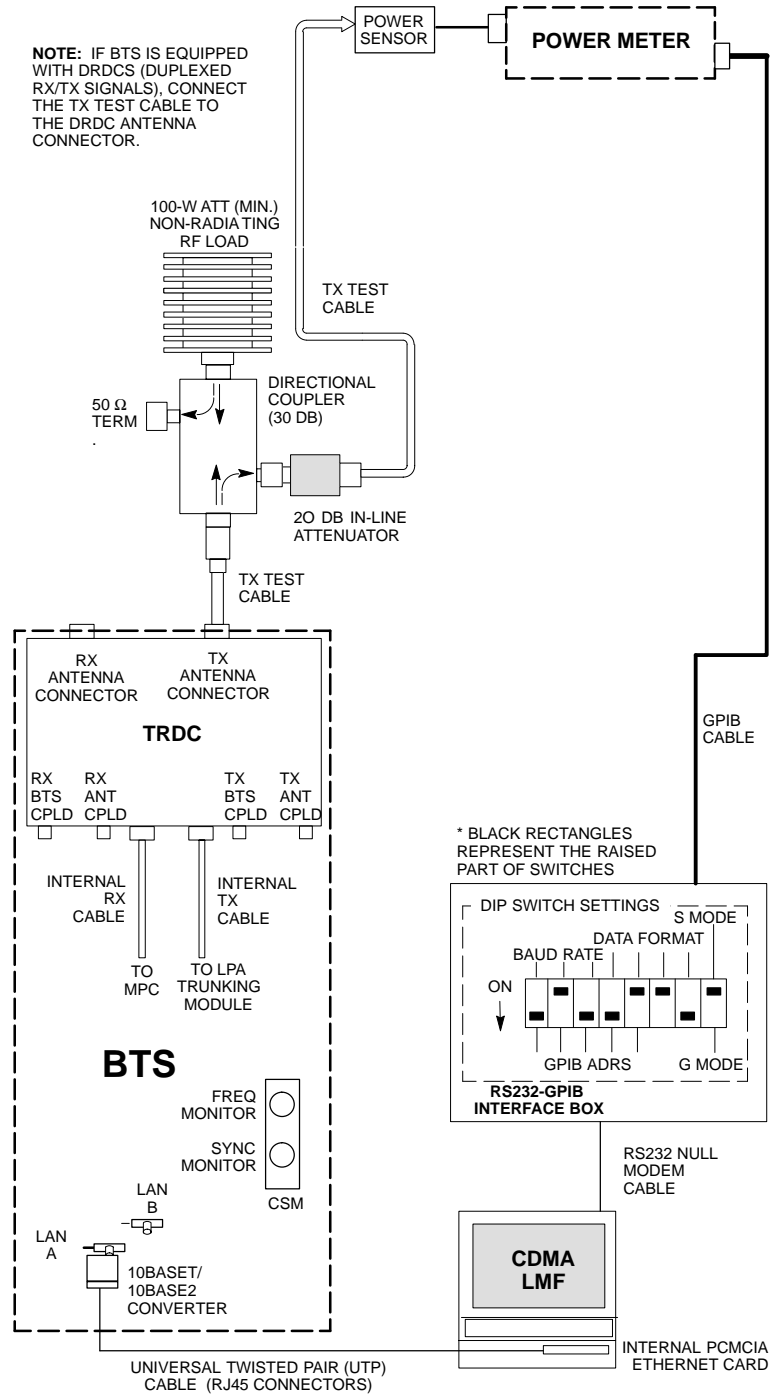 POWER
SENSOR
POWER METER
NOTE: IF BTS IS EQUIPPED
WITH DRDCS (DUPLEXED
RX/TX SIGNALS), CONNECT
THE TX TEST CABLE TO
THE DRDC ANTENNA
CONNECTOR.
100-W ATT (MIN.)
NON-RADIA TING
RF LOAD
TX TEST
CABLE
50 Ω
TERM
.
DIRECTIONAL
COUPLER
(30 DB)
2O DB IN-LINE
ATTENUATOR
TX TEST
CABLE
RX
ANTENNA
CONNECTOR
TX
ANTENNA
CONNECTOR
TRDC
RX
BTS
CPLD
RX
ANT
CPLD
TX
BTS
CPLD
TX
ANT
CPLD
INTERNAL
RX
CABLE
INTERNAL
TX
CABLE
TO
MPC
TO LPA
TRUNKING
MODULE
BTS
FREQ
MONITOR
SYNC
MONITOR
CSM
LAN
B
LAN
A
10BASET/
10BASE2
CONVERTER
UNIVERSAL TWISTED PAIR (UTP)
CABLE (RJ45 CONNECTORS)
GPIB
CABLE
* BLACK RECTANGLES
REPRESENT THE RAISED
PART OF SWITCHES
DIP SWITCH SETTINGS
S MODE
DATA FORMAT
BAUD RATE
ON
GPIB ADRS
G MODE
RS232-GPIB
INTERFACE BOX
RS232 NULL
MODEM
CABLE
CDMA
LMF
INTERNAL PCMCIA
ETHERNET CARD